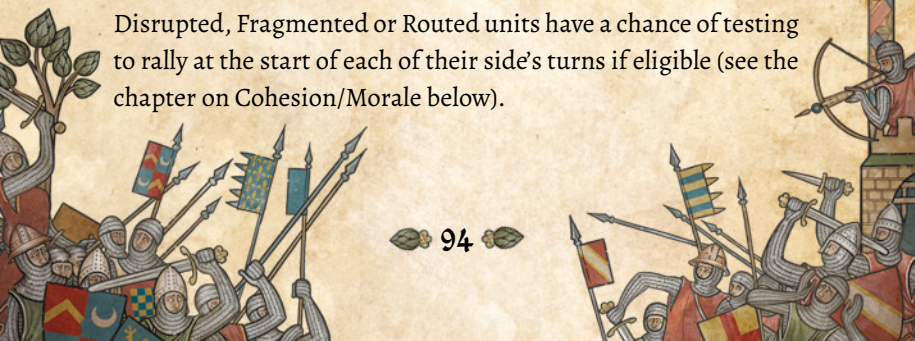 Disrupted, Fragmented or Routed units have a chance of testing
to rally at the start of each of their side’s turns if eligible (see the
chapter on Cohesion/Morale below).
94